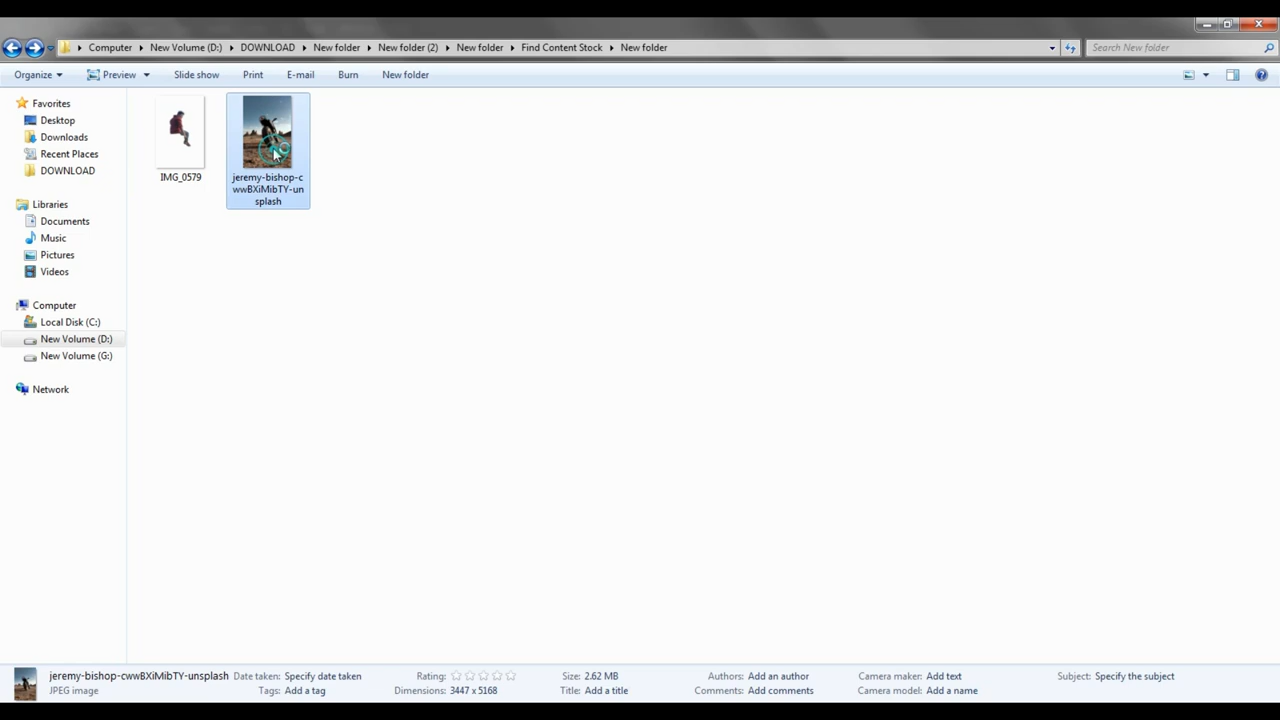 Computer New Volume (D:) DOWNLOAD New folder New folder (2) New folder Find Content Stock New folder
Search New folder
Organize Preview Slide show Print E-mail Burn New folder
Favorites
Desktop
Downloads
Recent Places
DOWNLOAD
Libraries
Documents
Music
Pictures
Videos
Computer
Local Disk (C:)
New Volume (D:)
New Volume (G:)
Network
IMG_0579
jeremy-bishop-c
wwBXiMibTY-un
splash
jeremy-bishop-cwwBXiMibTY-unsplash Date taken: Specify date taken Rating: Size: 2.62 MB Authors: Add an author Camera maker: Add text Subject: Specify the subject
JPEG image Tags: Add a tag Dimensions: 3447 x 5168 Title: Add a title Comments: Add comments Camera model: Add a name